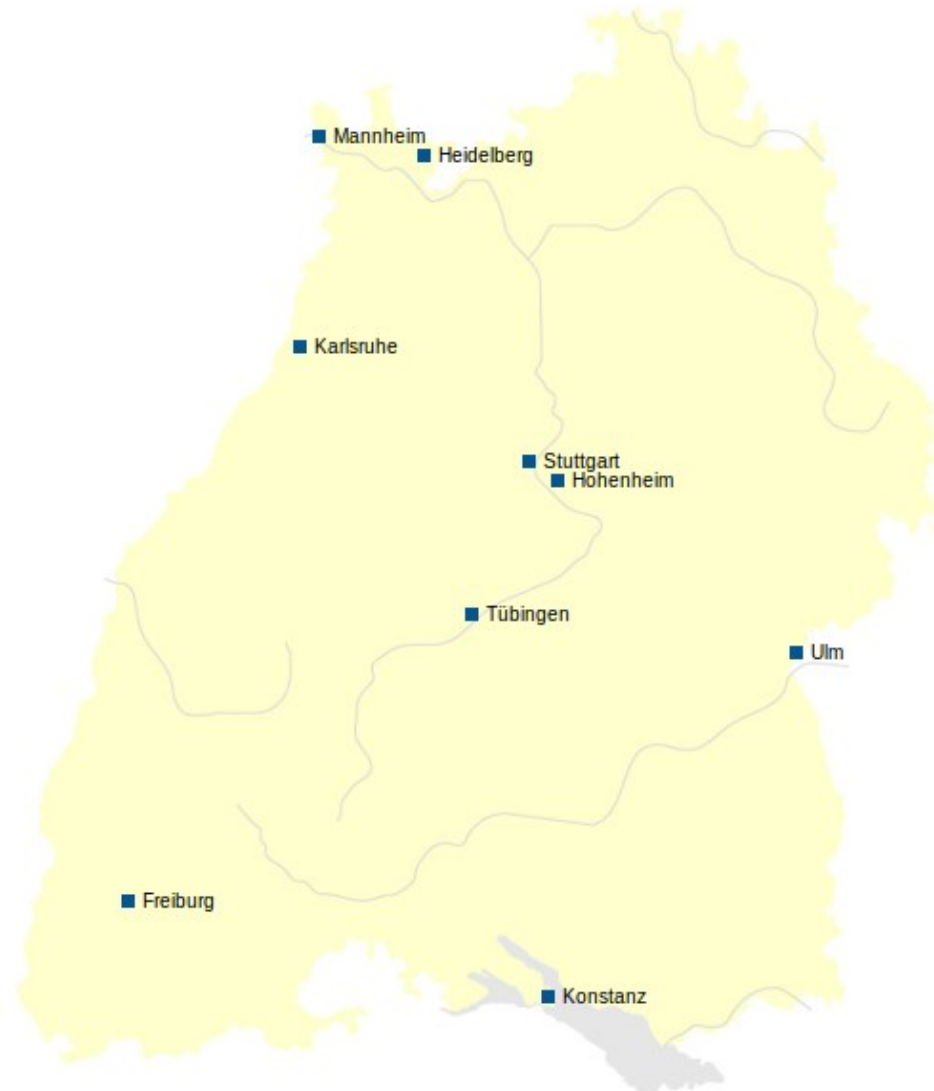 Mannheim
Heidelberg
Karlsruhe
Stuttgart
Hohenheim
Tübingen
Ulm
Freiburg
Konstanz